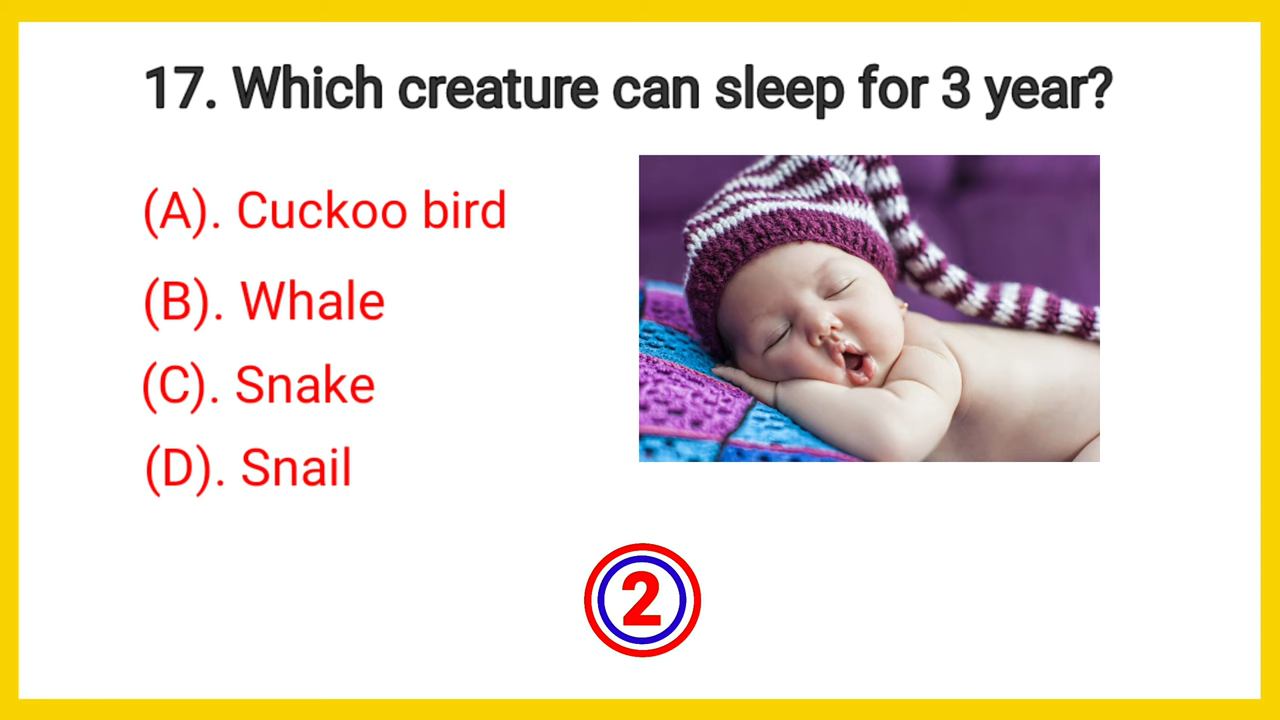 17. Which creature can sleep for 3 year?
(A). Cuckoo bird
(B). Whale
(C). Snake
(D). Snail
2